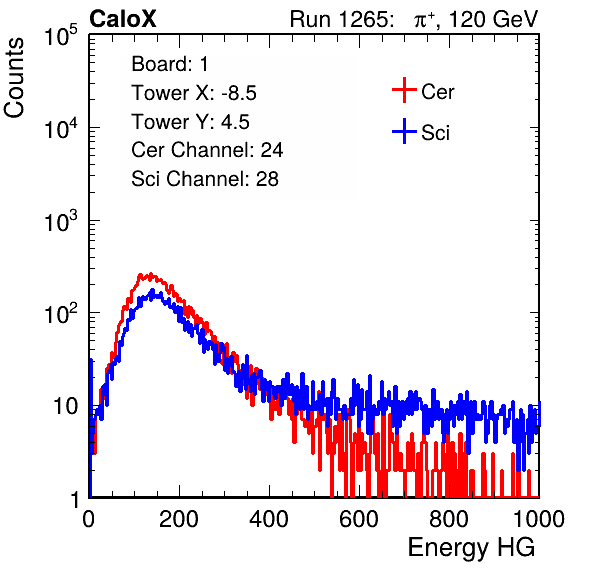 CaloX Run 1265: π⁺, 120 GeV
Counts
10⁵
10⁴
10³
10²
10
1
Board: 1
Tower X: -8.5
Tower Y: 4.5
Cer Channel: 24
Sci Channel: 28
Cer
Sci
0 200 400 600 800 1000
Energy HG